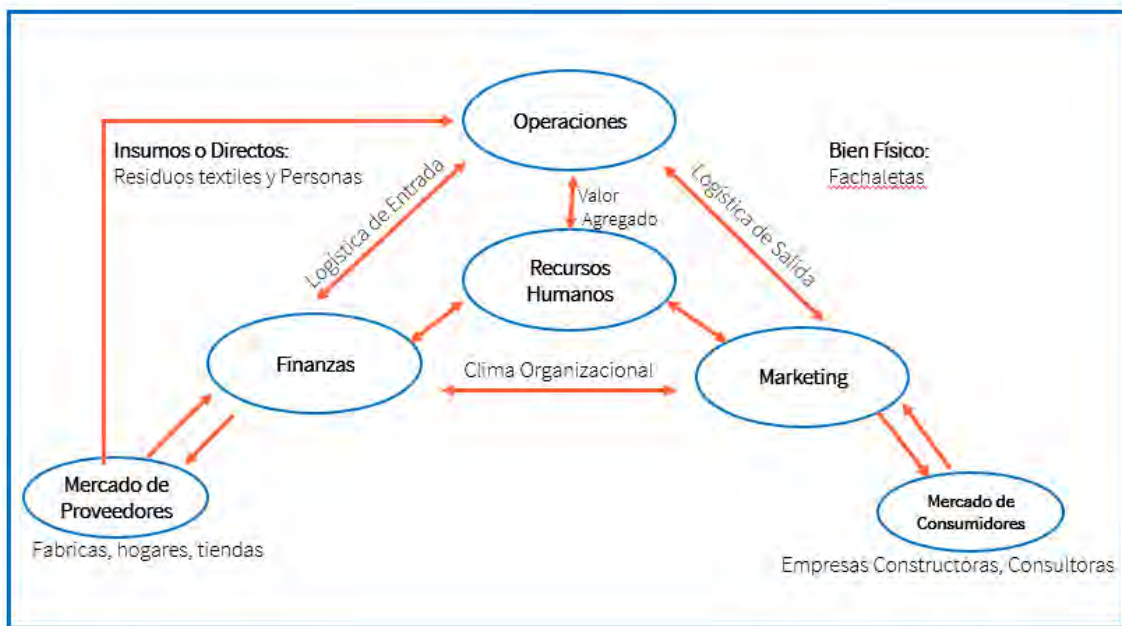 Operaciones
Insumos o Directos:
Residuos textiles y Personas
Bien Físico:
Fachaletas
Logística de Entrada
Valor
Agregado
Logística de Salida
Recursos
Humanos
Finanzas
Clima Organizacional
Marketing
Mercado de
Proveedores
Mercado de
Consumidores
Fabricas, hogares, tiendas
Empresas Constructoras, Consultoras